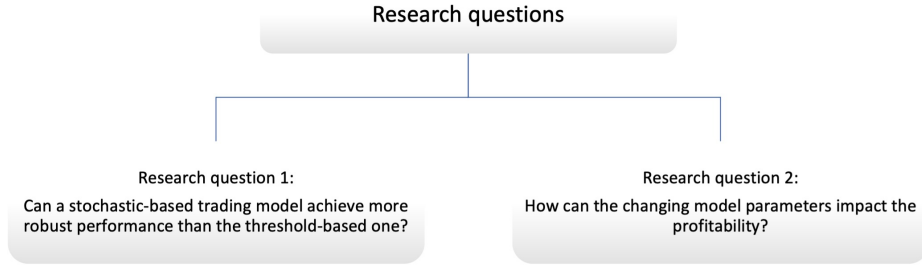 Research questions
Research question 1:
Can a stochastic-based trading model achieve more
robust performance than the threshold-based one?
Research question 2:
How can the changing model parameters impact the
profitability?